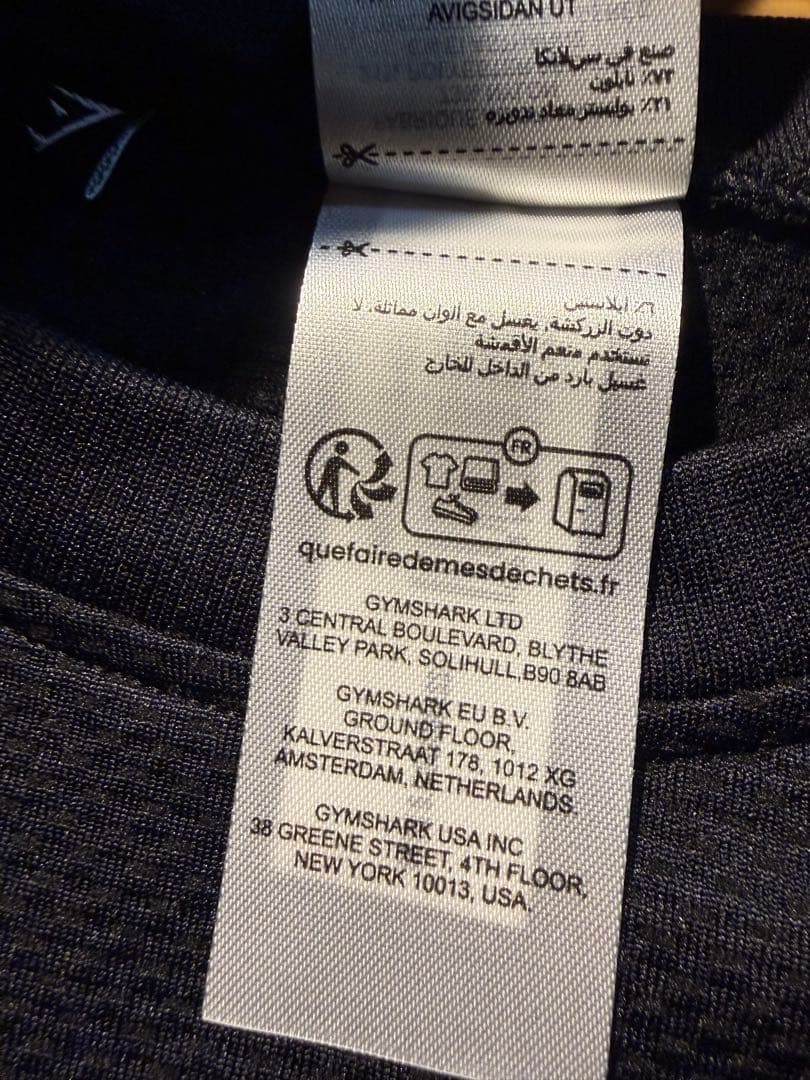 AVIGSIDAN UT
صنع في سريلانكا
٧٣٪ نايلون
٢١٪ بوليستر معاد تدويره
٦٪ ايلاستين
دون الزركشة. يغسل مع ألوان مماثلة. لا
تستخدم منعم الأقمشة
غسيل بارد من الداخل للخارج
FR
quefairedemesdechets.fr
GYMSHARK LTD
3 CENTRAL BOULEVARD, BLYTHE
VALLEY PARK, SOLIHULL,B90 8AB
GYMSHARK EU B.V.
GROUND FLOOR,
KALVERSTRAAT 178, 1012 XG
AMSTERDAM, NETHERLANDS.
GYMSHARK USA INC
38 GREENE STREET, 4TH FLOOR,
NEW YORK 10013, USA.